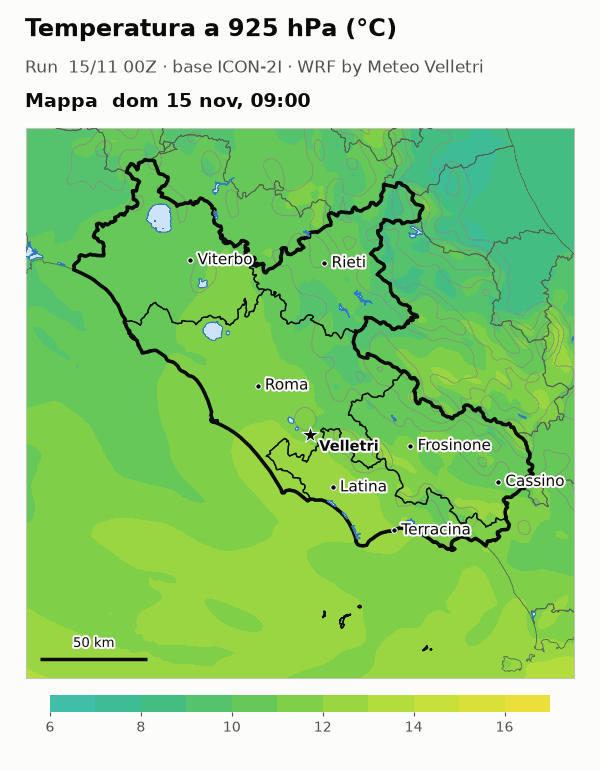 Temperatura a 925 hPa (°C)
Run  15/11 00Z · base ICON-2I · WRF by Meteo Velletri
Mappa  dom 15 nov, 09:00
Viterbo
Rieti
Roma
Velletri
Frosinone
Cassino
Latina
Terracina
50 km
6 8 10 12 14 16